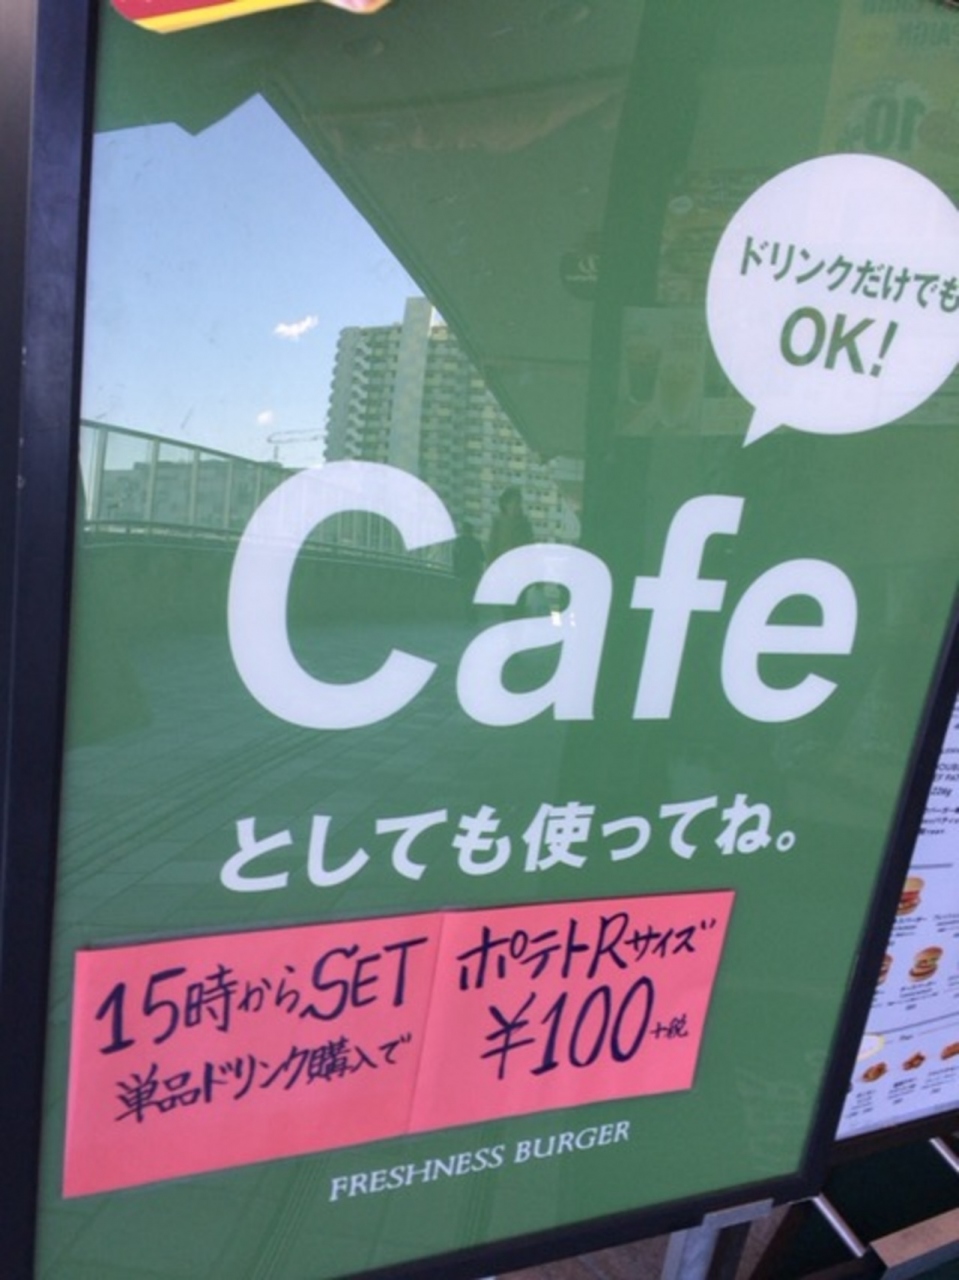 ドリンクだけでも
OK!
Cafe
としても使ってね。
15時からSET
単品ドリンク購入で
ポテトRサイズ
¥100+税
FRESHNESS BURGER
10%